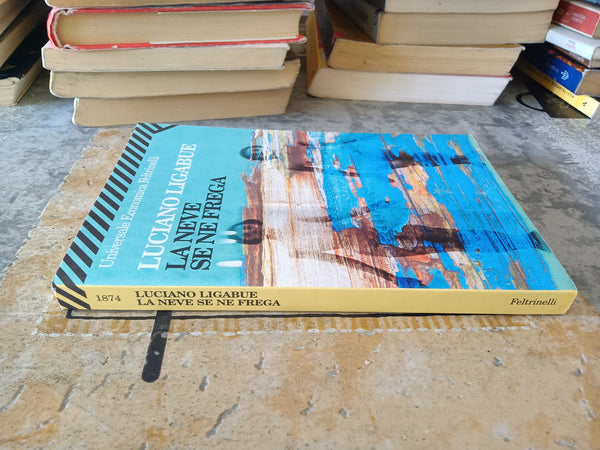 Universale Economica Feltrinelli
LUCIANO LIGABUE
LA NEVE
SE NE FREGA
1874
LUCIANO LIGABUE
LA NEVE SE NE FREGA
Feltrinelli